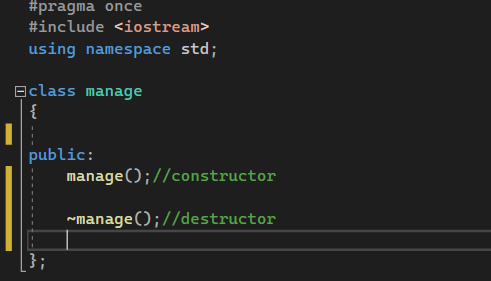 #pragma once
#include <iostream>
using namespace std;
class manage
{
public:
manage();//constructor
~manage();//destructor
};